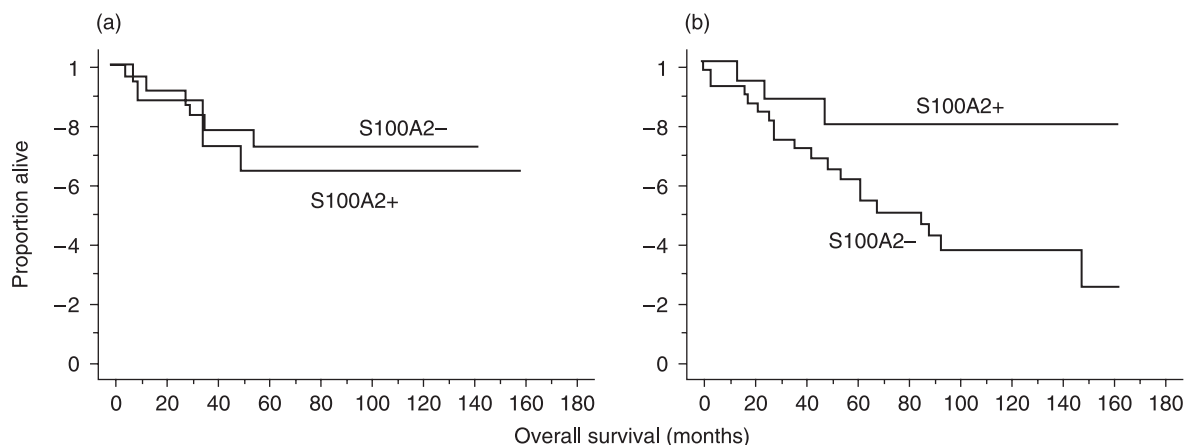 (a)
(b)
Proportion alive
1
–8
–6
–4
–2
0
S100A2–
S100A2+
0 20 40 60 80 100 120 140 160 180
1
–8
–6
–4
–2
0
S100A2+
S100A2–
0 20 40 60 80 100 120 140 160 180
Overall survival (months)